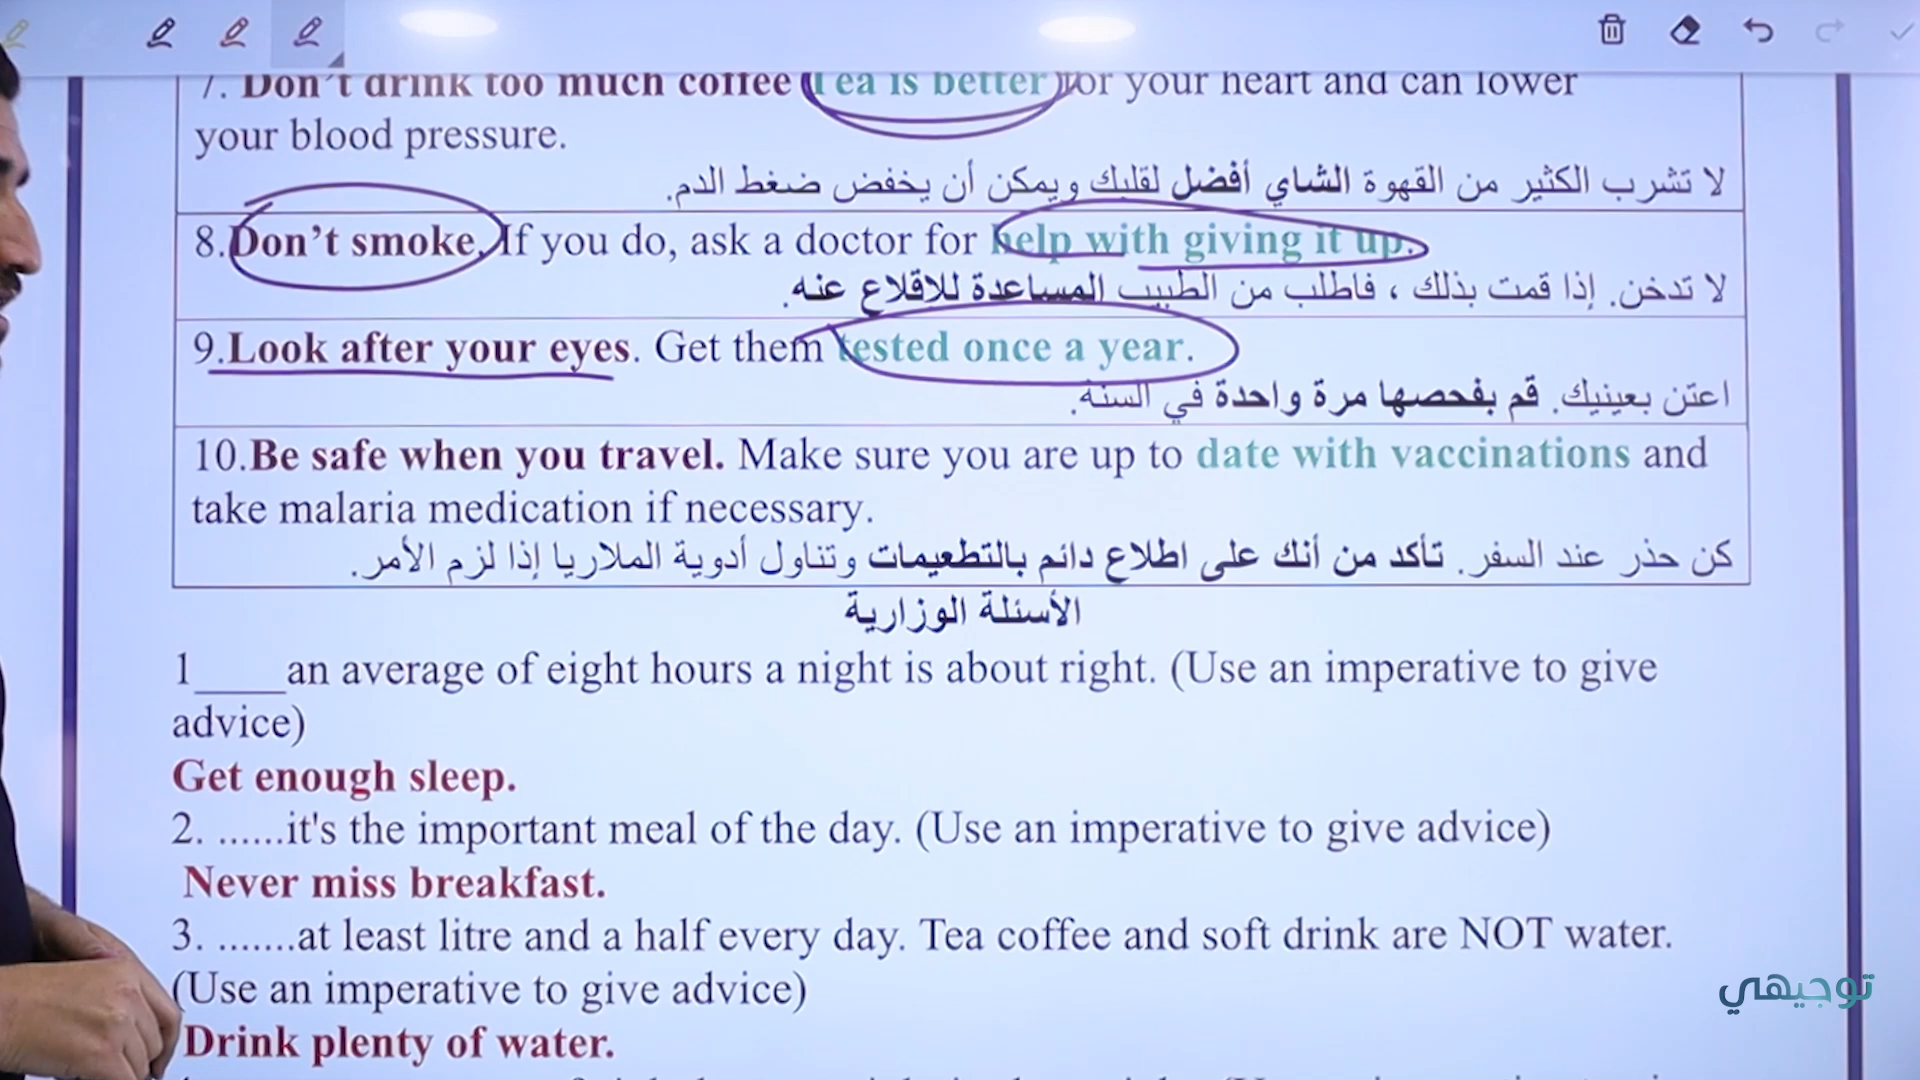 7. Don't drink too much coffee Tea is better for your heart and can lower
your blood pressure.
لا تشرب الكثير من القهوة الشاي أفضل لقلبك ويمكن أن يخفض ضغط الدم.
8.Don't smoke. If you do, ask a doctor for help with giving it up.
لا تدخن. إذا قمت بذلك ، فاطلب من الطبيب المساعدة للاقلاع عنه.
9.Look after your eyes. Get them tested once a year.
اعتن بعينيك. قم بفحصها مرة واحدة في السنة.
10.Be safe when you travel. Make sure you are up to date with vaccinations and
take malaria medication if necessary.
كن حذر عند السفر. تأكد من أنك على اطلاع دائم بالتطعيمات وتناول أدوية الملاريا إذا لزم الأمر.
الأسئلة الوزارية
1____an average of eight hours a night is about right. (Use an imperative to give
advice)
Get enough sleep.
2. ......it's the important meal of the day. (Use an imperative to give advice)
Never miss breakfast.
3. .......at least litre and a half every day. Tea coffee and soft drink are NOT water.
(Use an imperative to give advice)
توجيهي
Drink plenty of water.